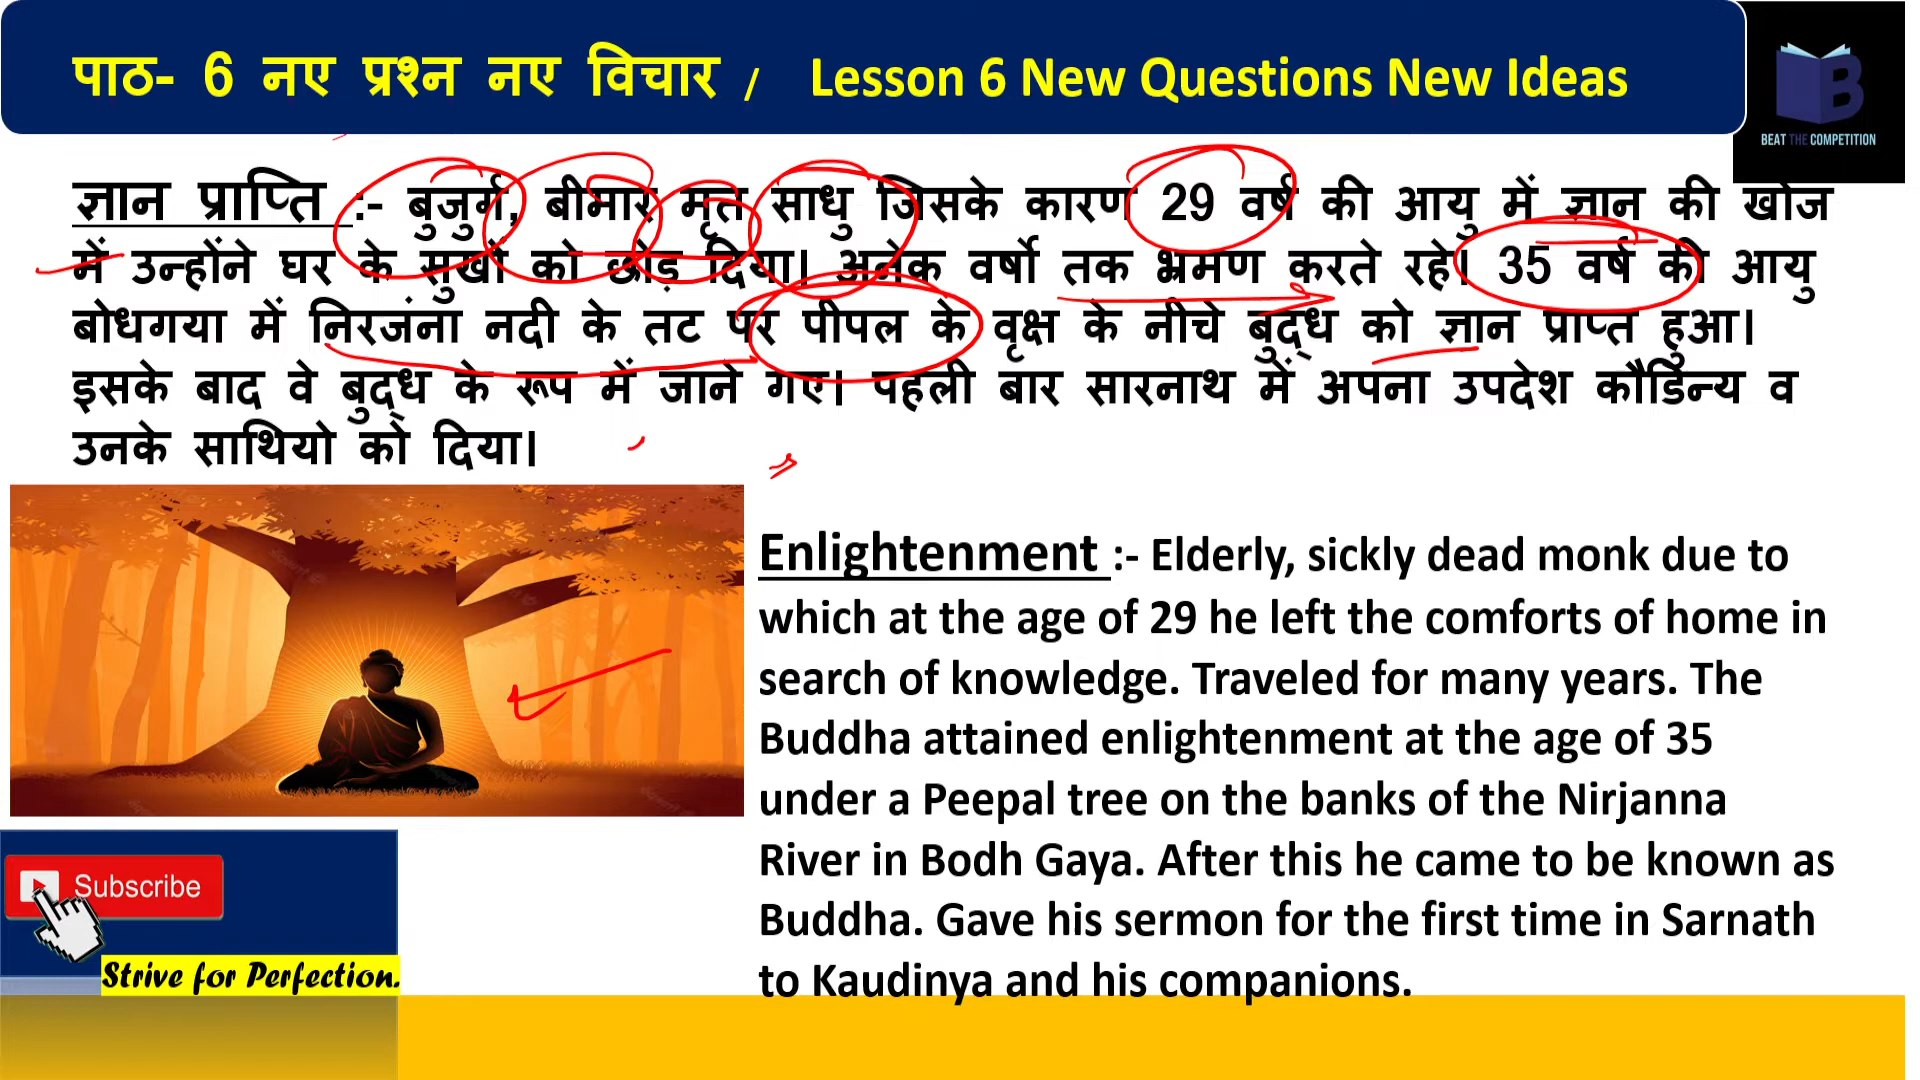 पाठ- 6 नए प्रश्न नए विचार / Lesson 6 New Questions New Ideas
BEAT THE COMPETITION
ज्ञान प्राप्ति :- बुजुर्ग, बीमार मृत साधु जिसके कारण 29 वर्ष की आयु में ज्ञान की खोज
में उन्होंने घर के सुखों को छोड़ दिया। अनेक वर्षो तक भ्रमण करते रहे। 35 वर्ष की आयु
बोधगया में निरजंना नदी के तट पर पीपल के वृक्ष के नीचे बुद्ध को ज्ञान प्राप्त हुआ।
इसके बाद वे बुद्ध के रूप में जाने गए। पहली बार सारनाथ में अपना उपदेश कौडिन्य व
उनके साथियो को दिया।
Enlightenment :- Elderly, sickly dead monk due to
which at the age of 29 he left the comforts of home in
search of knowledge. Traveled for many years. The
Buddha attained enlightenment at the age of 35
under a Peepal tree on the banks of the Nirjanna
River in Bodh Gaya. After this he came to be known as
Buddha. Gave his sermon for the first time in Sarnath
to Kaudinya and his companions.
Subscribe
Strive for Perfection.